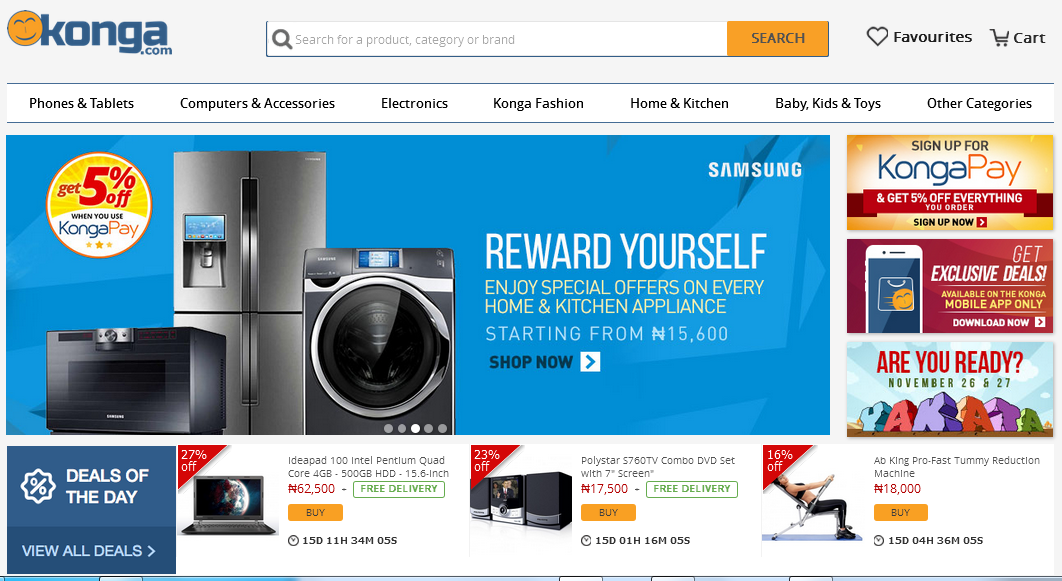 konga
.com
Search for a product, category or brand
SEARCH
Favourites
Cart
Phones & Tablets
Computers & Accessories
Electronics
Konga Fashion
Home & Kitchen
Baby, Kids & Toys
Other Categories
get 5% off
WHEN YOU USE
KongaPay
SAMSUNG
SAMSUNG
SAMSUNG
REWARD YOURSELF
ENJOY SPECIAL OFFERS ON EVERY
HOME & KITCHEN APPLIANCE
STARTING FROM ₦15,600
SHOP NOW
SIGN UP FOR
KongaPay
& GET 5% OFF EVERYTHING
YOU ORDER
SIGN UP NOW
GET
EXCLUSIVE DEALS!
AVAILABLE ON THE KONGA
MOBILE APP ONLY
DOWNLOAD NOW
ARE YOU READY?
NOVEMBER 26 & 27
YAKATA
DEALS OF
THE DAY
VIEW ALL DEALS
27%
off
Ideapad 100 Intel Pentium Quad
Core 4GB - 500GB HDD - 15.6-inch
₦62,500 - FREE DELIVERY
BUY
15D 11H 34M 05S
23%
off
Polystar S760TV Combo DVD Set
with 7" Screen"
₦17,500 - FREE DELIVERY
BUY
15D 01H 16M 05S
16%
off
Ab King Pro-Fast Tummy Reduction
Machine
₦18,000
BUY
15D 04H 36M 05S